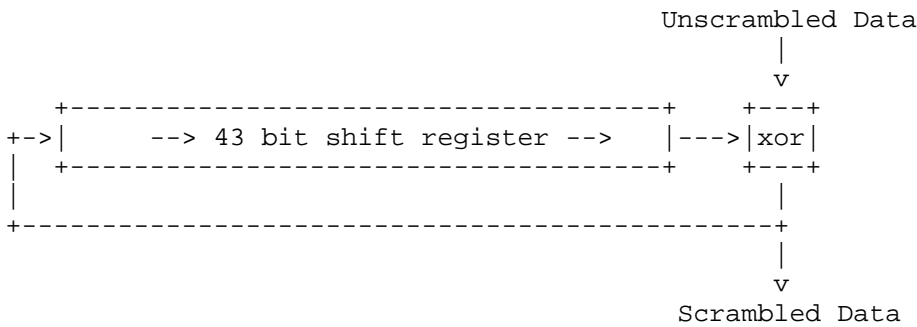 Unscrambled Data
|
v
+-------------------------------------+ +---+
+->| --> 43 bit shift register --> |--->|xor|
| +-------------------------------------+ +---+
| |
+-----------------------------------------------+
|
v
Scrambled Data